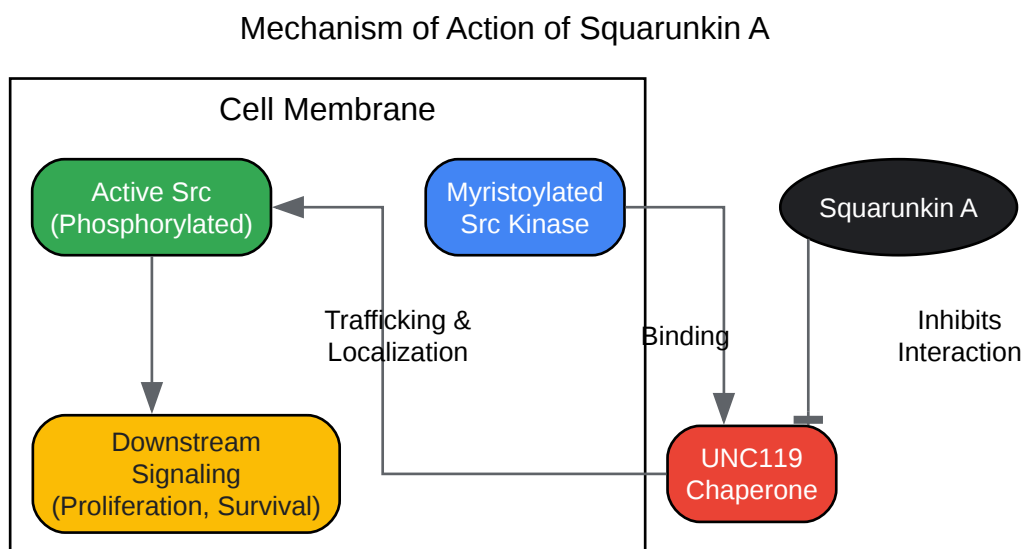 Mechanism of Action of Squarunkin A
Cell Membrane
Active Src
(Phosphorylated)
Myristoylated
Src Kinase
Squarunkin A
Trafficking &
Localization
Binding
Inhibits
Interaction
Downstream
Signaling
(Proliferation, Survival)
UNC119
Chaperone